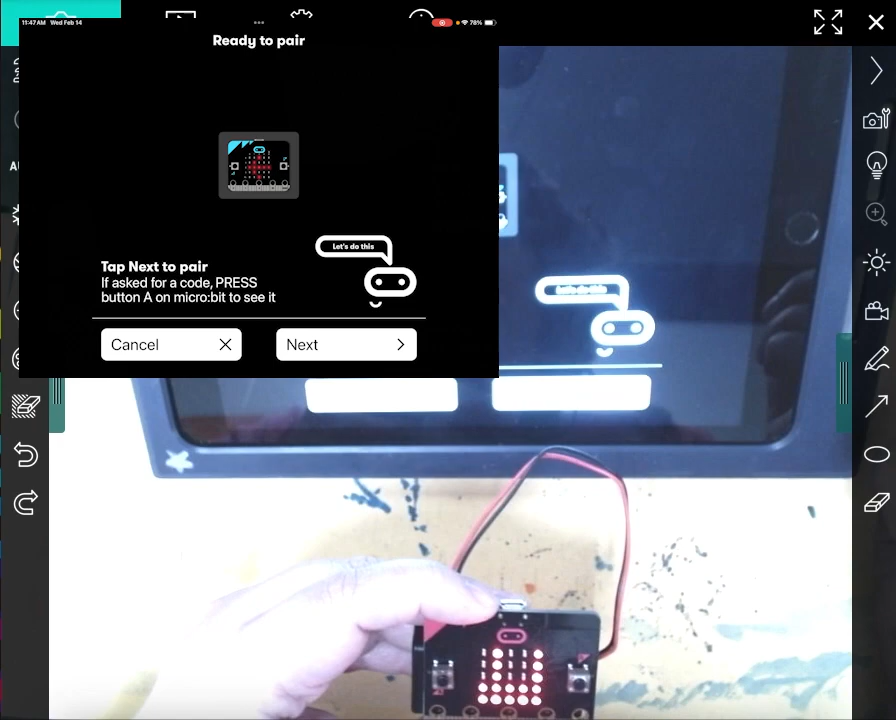 11:47 AM Wed Feb 14
78%
Ready to pair
Let's do this
Tap Next to pair
If asked for a code, PRESS
button A on micro:bit to see it
Cancel
Next